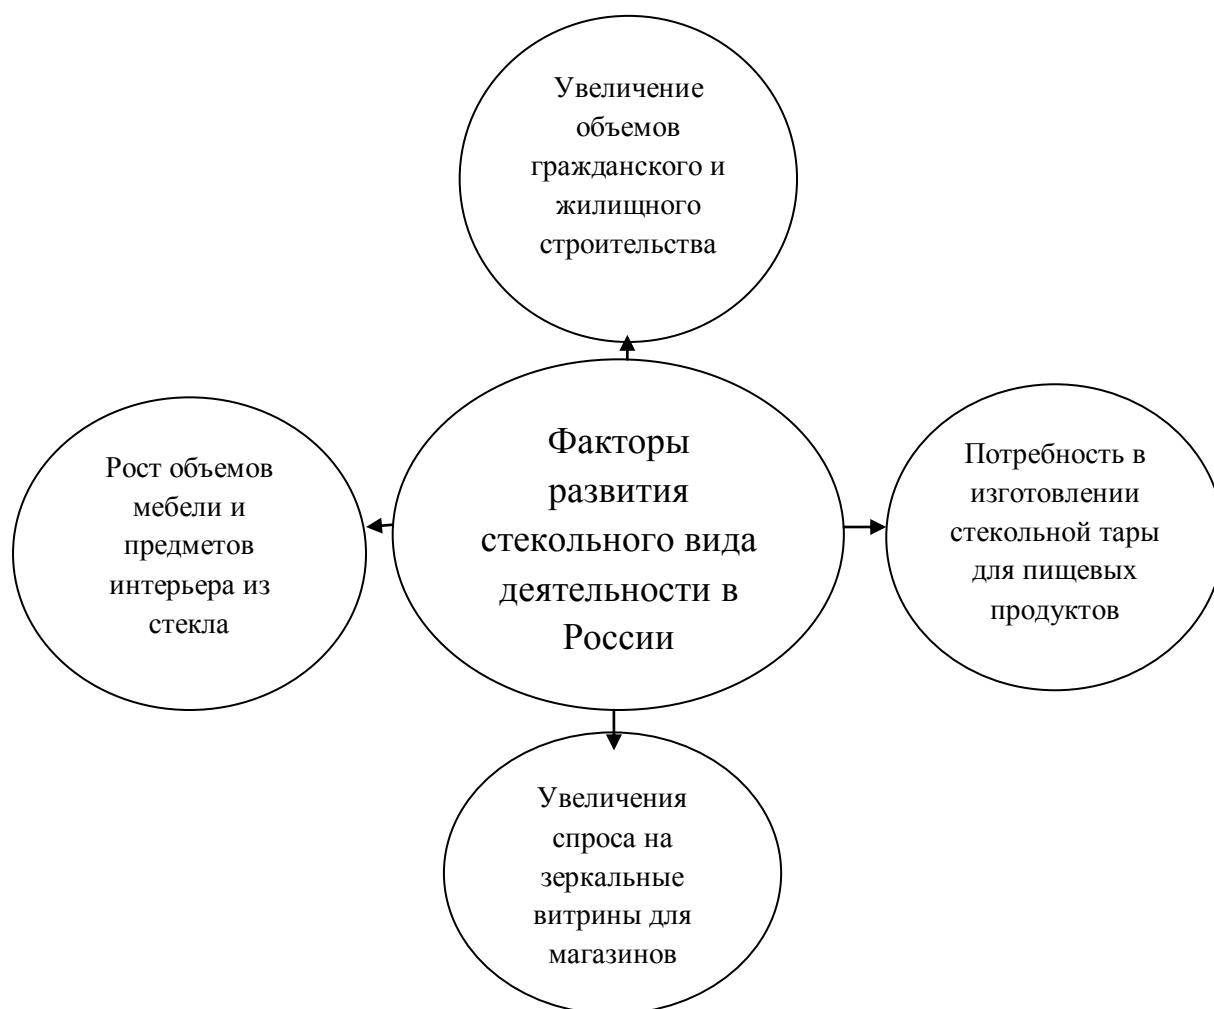 Увеличение
объемов
гражданского и
жилищного
строительства
Рост объемов
мебели и
предметов
интерьера из
стекла
Факторы
развития
стекольного вида
деятельности в
России
Потребность в
изготовлении
стекольной тары
для пищевых
продуктов
Увеличения
спроса на
зеркальные
витрины для
магазинов